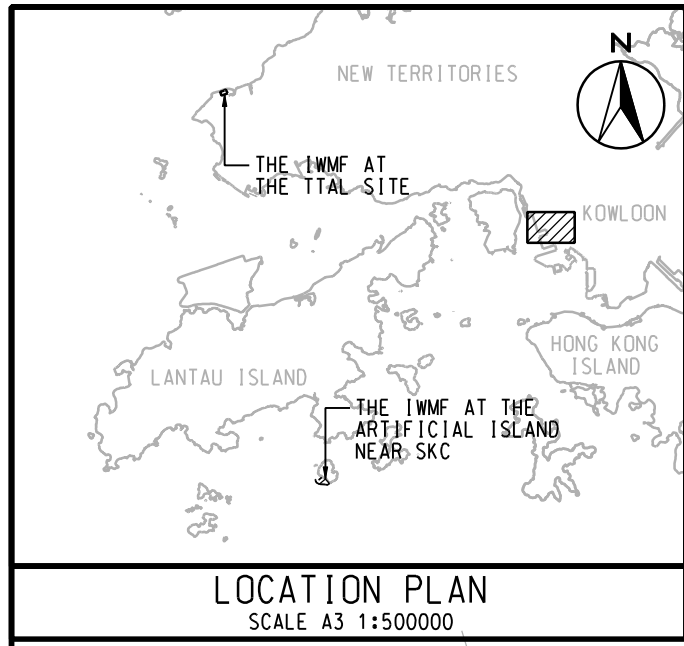 N
NEW TERRITORIES
THE IWMF AT
THE TTAL SITE
KOWLOON
HONG KONG
ISLAND
LANTAU ISLAND
THE IWMF AT THE
ARTIFICIAL ISLAND
NEAR SKC
LOCATION PLAN
SCALE A3 1:500000